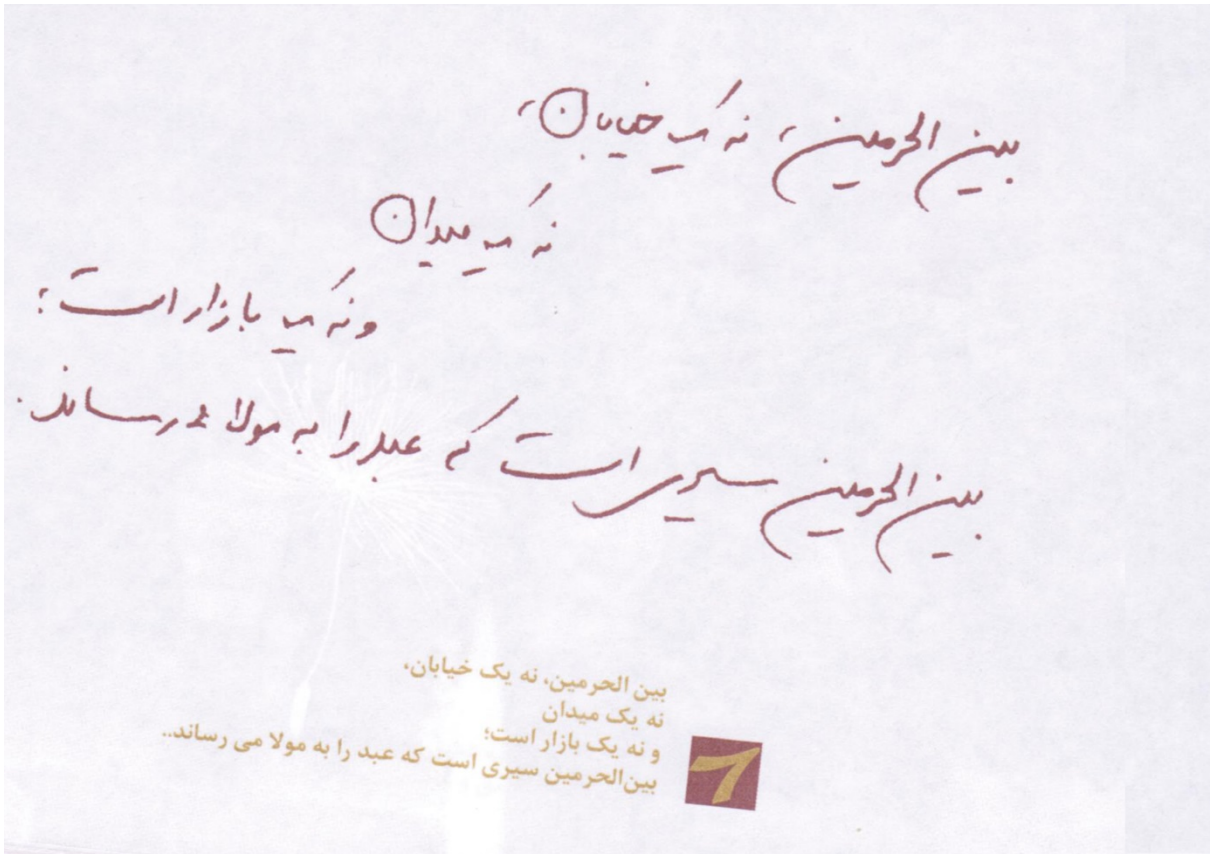 بین الحرمین، نه یک خیابان،
نه یک میدان
و نه یک بازار است؛
بین الحرمین سیری است که عبد را به مولا می رساند.
بین الحرمین، نه یک خیابان،
نه یک میدان
و نه یک بازار است؛
بین‌الحرمین سیری است که عبد را به مولا می رساند..